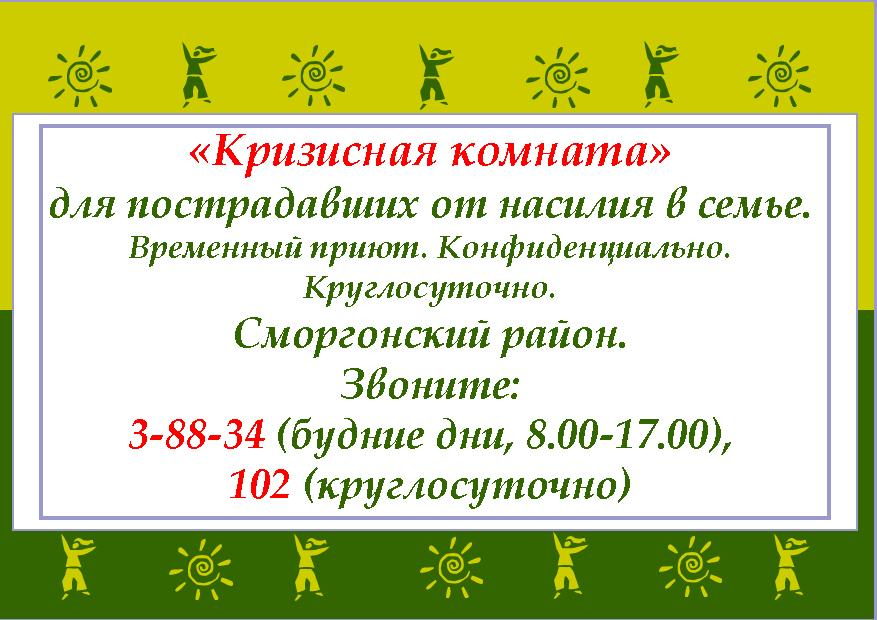 «Кризисная комната»
для пострадавших от насилия в семье.
Временный приют. Конфиденциально.
Круглосуточно.
Сморгонский район.
Звоните:
3-88-34 (будние дни, 8.00-17.00),
102 (круглосуточно)